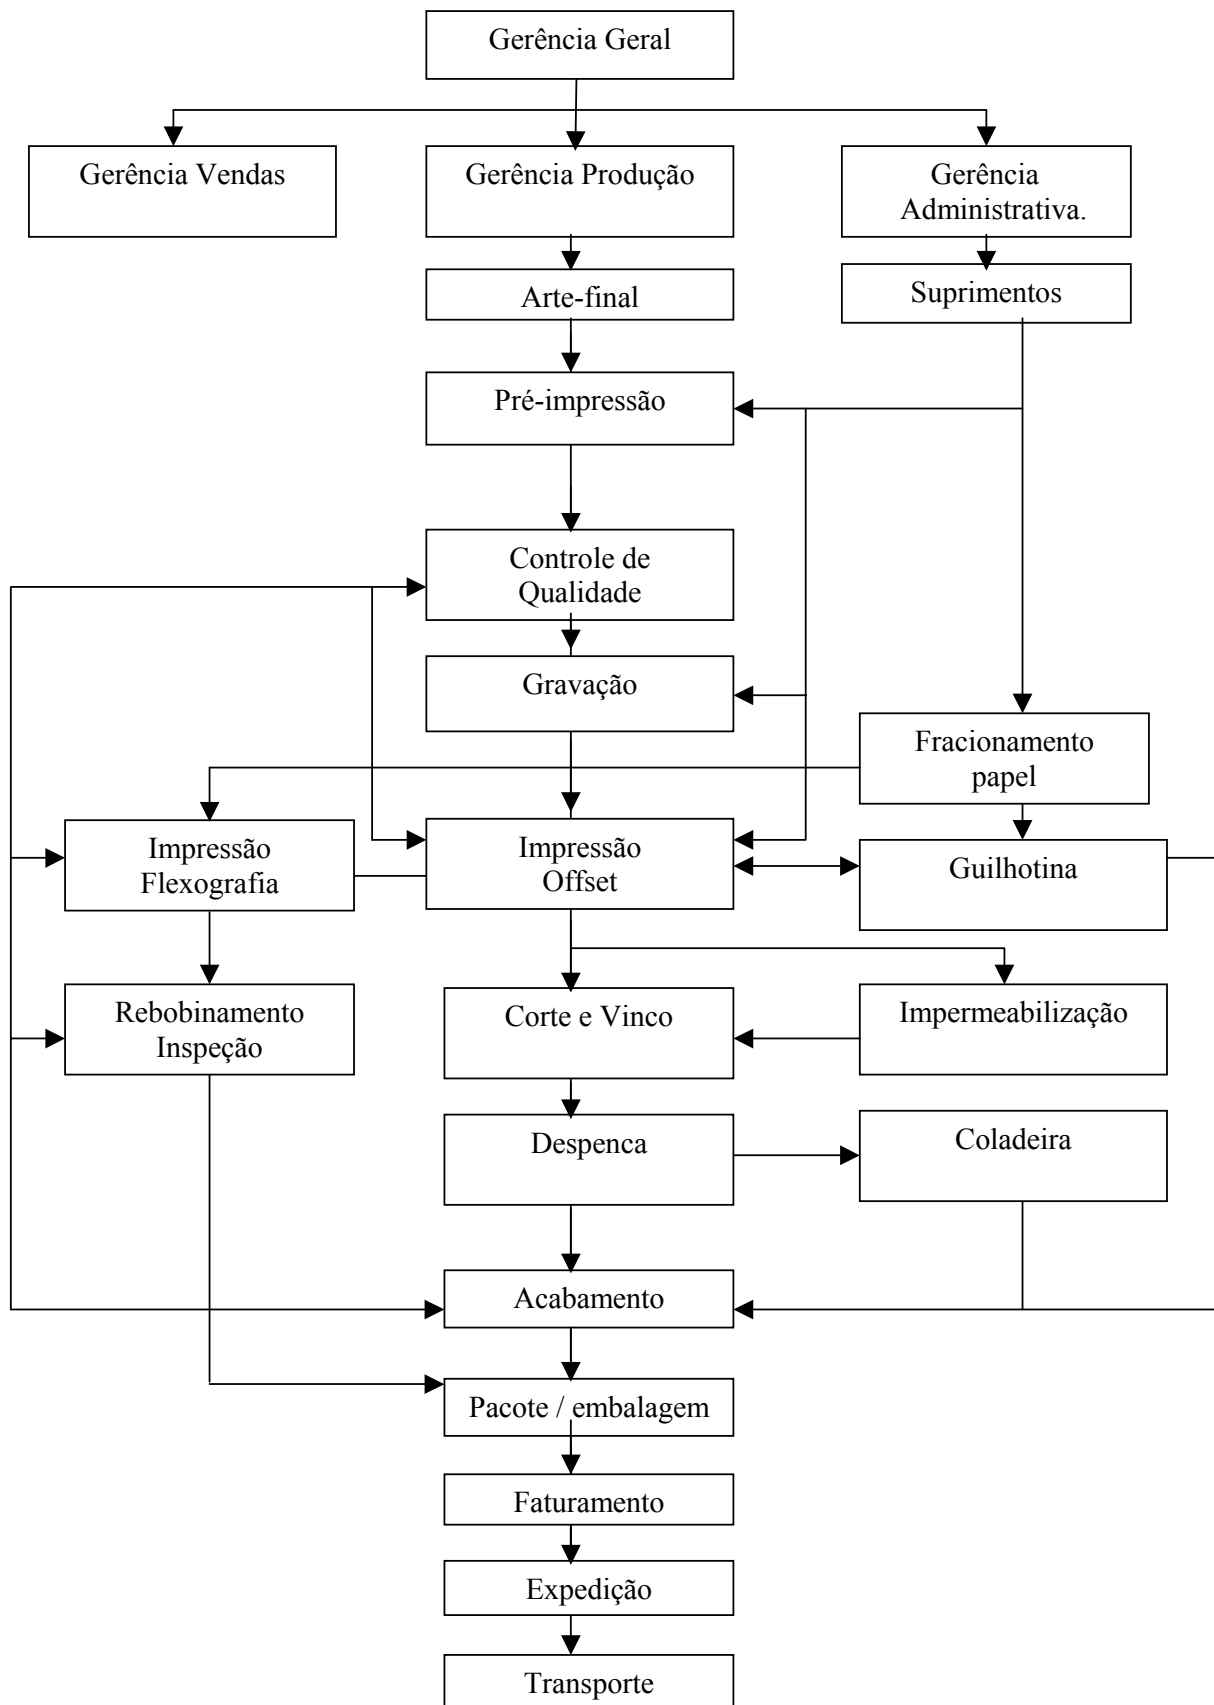 Gerência Geral
Gerência Vendas
Gerência Produção
Gerência
Administrativa.
Arte-final
Suprimentos
Pré-impressão
Controle de
Qualidade
Gravação
Fracionamento
papel
Impressão
Flexografia
Impressão
Offset
Guilhotina
Rebobinamento
Inspeção
Corte e Vinco
Impermeabilização
Despenca
Coladeira
Acabamento
Pacote / embalagem
Faturamento
Expedição
Transporte